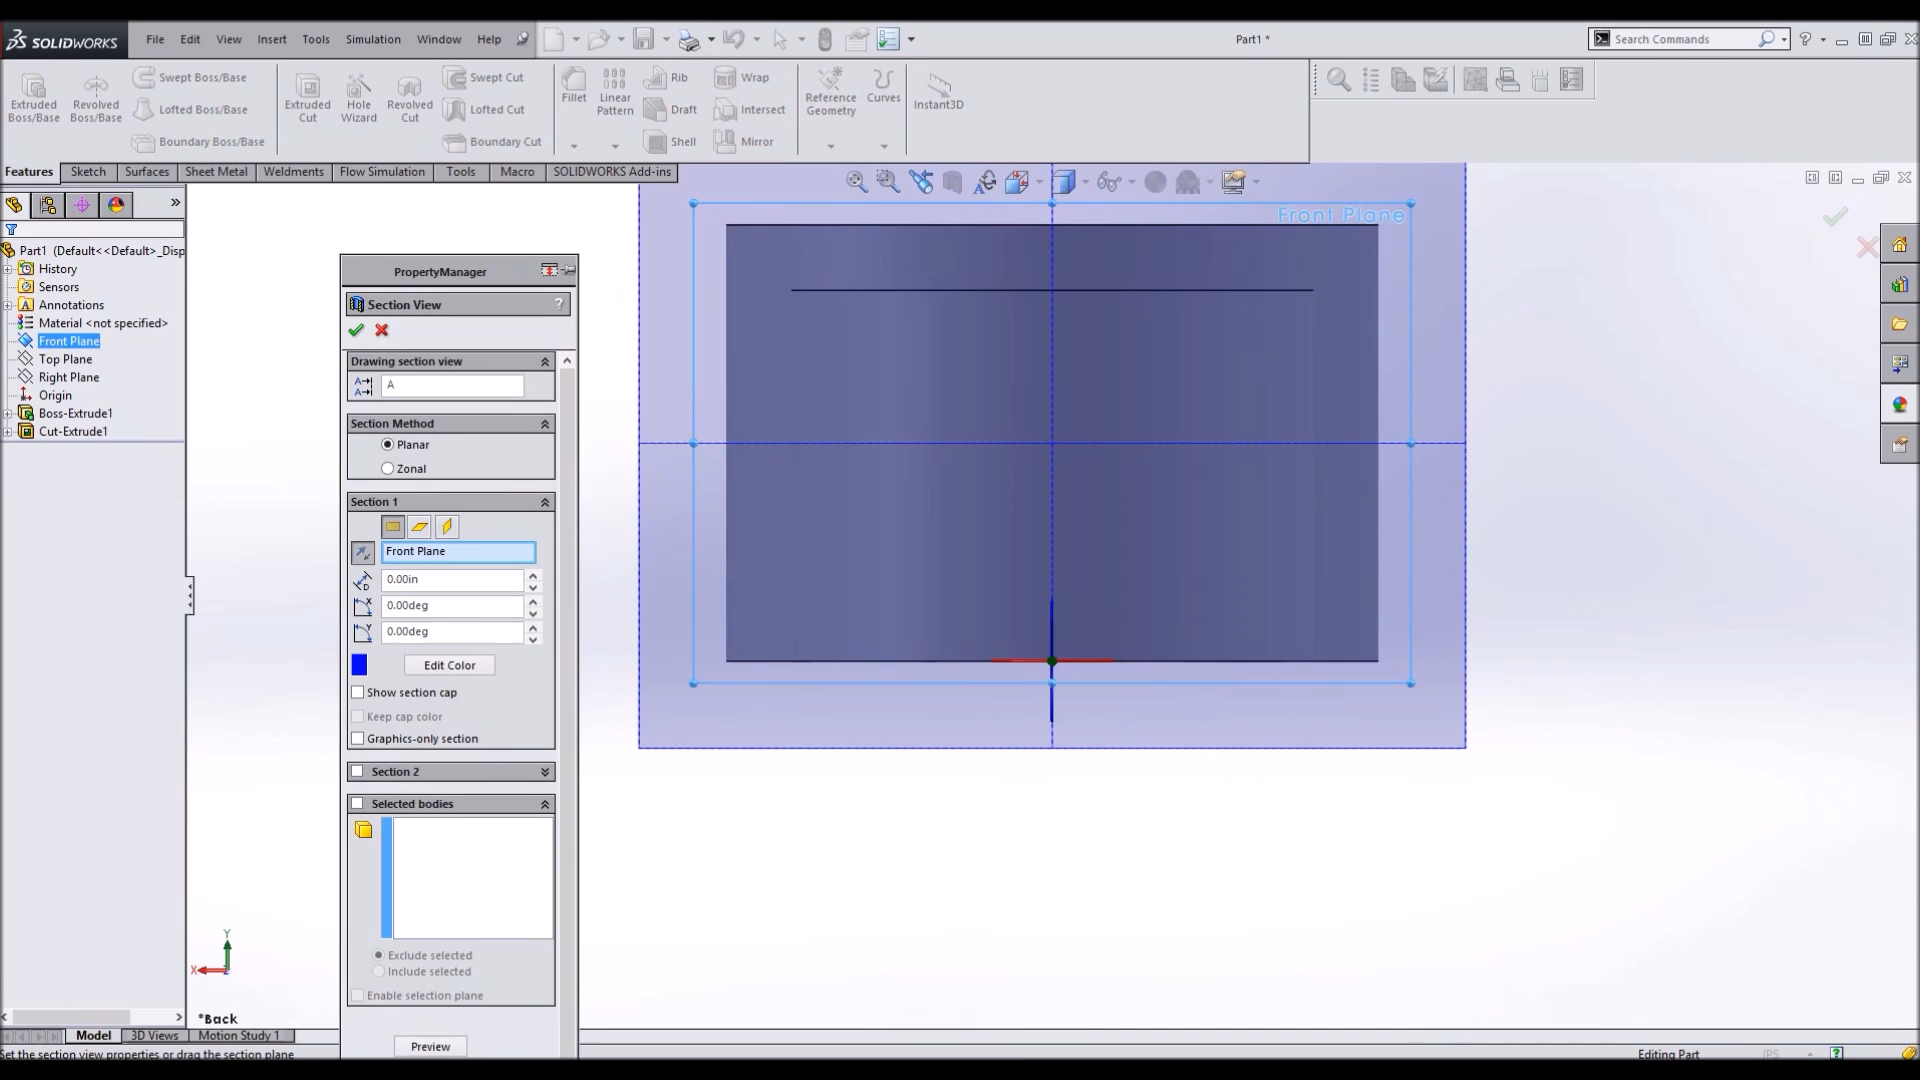 SOLIDWORKS File Edit View Insert Tools Simulation Window Help Part1 * Search Commands ?
Extruded Boss/Base
Revolved Boss/Base
Swept Boss/Base
Lofted Boss/Base
Boundary Boss/Base
Extruded Cut
Hole Wizard
Revolved Cut
Swept Cut
Lofted Cut
Boundary Cut
Fillet
Linear Pattern
Rib
Draft
Shell
Wrap
Intersect
Mirror
Reference Geometry
Curves
Instant3D
Features Sketch Surfaces Sheet Metal Weldments Flow Simulation Tools Macro SOLIDWORKS Add-ins
Part1 (Default<<Default>_Disp
History
Sensors
Annotations
Material <not specified>
Front Plane
Top Plane
Right Plane
Origin
Boss-Extrude1
Cut-Extrude1
PropertyManager
Section View ?
Drawing section view
A
Section Method
Planar
Zonal
Section 1
Front Plane
0.00in
0.00deg
0.00deg
Edit Color
Show section cap
Keep cap color
Graphics-only section
Section 2
Selected bodies
Exclude selected
Include selected
Enable selection plane
Preview
Front Plane
Y
X
*Back
Model 3D Views Motion Study 1
Set the section view properties or drag the section plane
Editing Part IPS ?